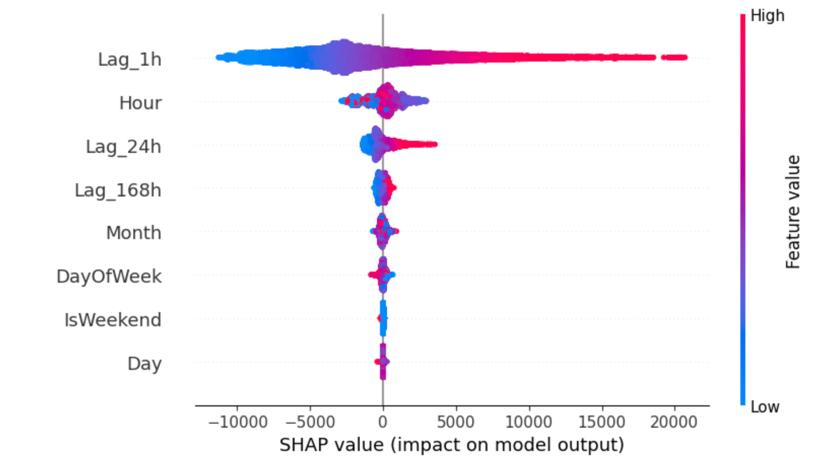 High
Lag_1h
Hour
Lag_24h
Lag_168h
Month
DayOfWeek
IsWeekend
Day
Feature value
Low
−10000 −5000 0 5000 10000 15000 20000
SHAP value (impact on model output)